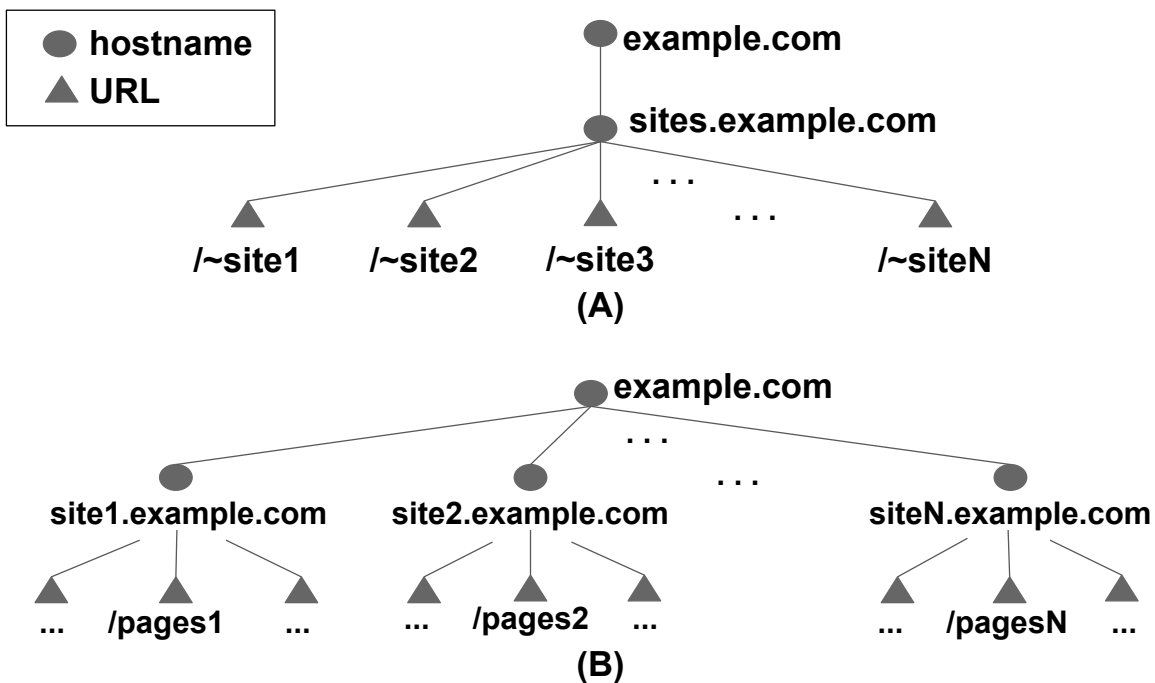 hostname
URL
example.com
sites.example.com
. . .
. . .
/~site1 /~site2 /~site3 /~siteN
(A)
example.com
. . .
. . .
site1.example.com site2.example.com siteN.example.com
... /pages1 ... ... /pages2 ... ... /pagesN ...
(B)